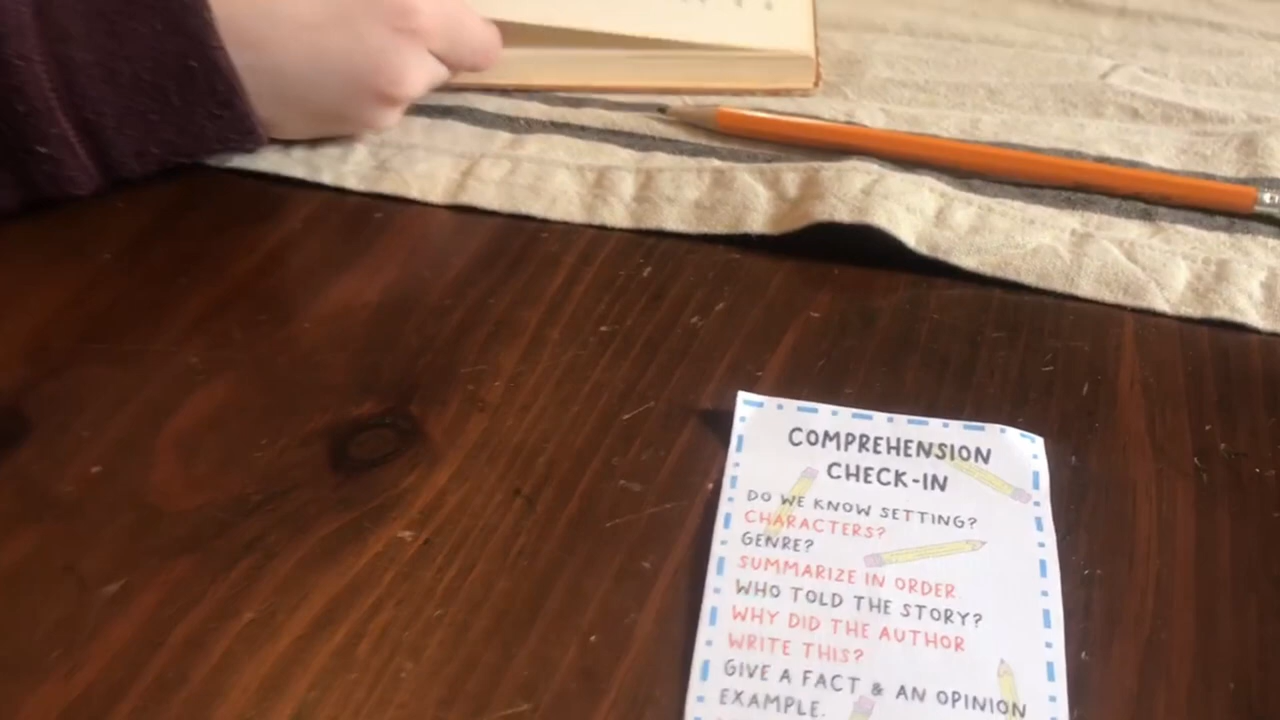 COMPREHENSION
CHECK-IN
DO WE KNOW SETTING?
CHARACTERS?
GENRE?
SUMMARIZE IN ORDER.
WHO TOLD THE STORY?
WHY DID THE AUTHOR
WRITE THIS?
GIVE A FACT & AN OPINION
EXAMPLE.